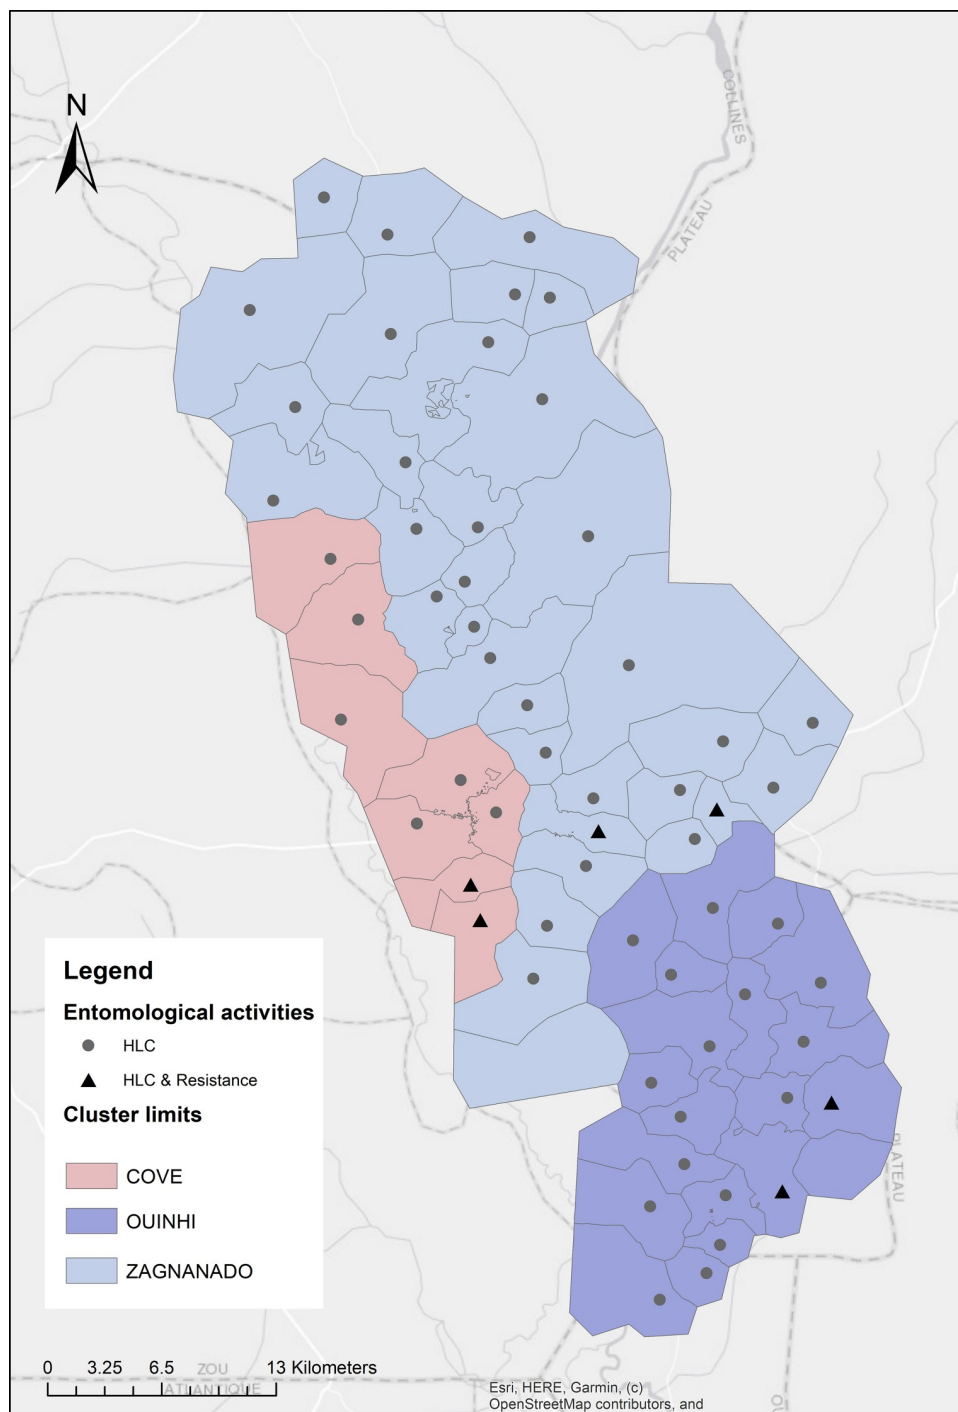 N
COLLINES
PLATEAU
Legend
Entomological activities
HLC
HLC & Resistance
Cluster limits
COVE
OUINHI
ZAGNANADO
PLATEAU
0 3.25 6.5 13 Kilometers
ZOU
ATLANTIQUE
Esri, HERE, Garmin, (c)
OpenStreetMap contributors, and